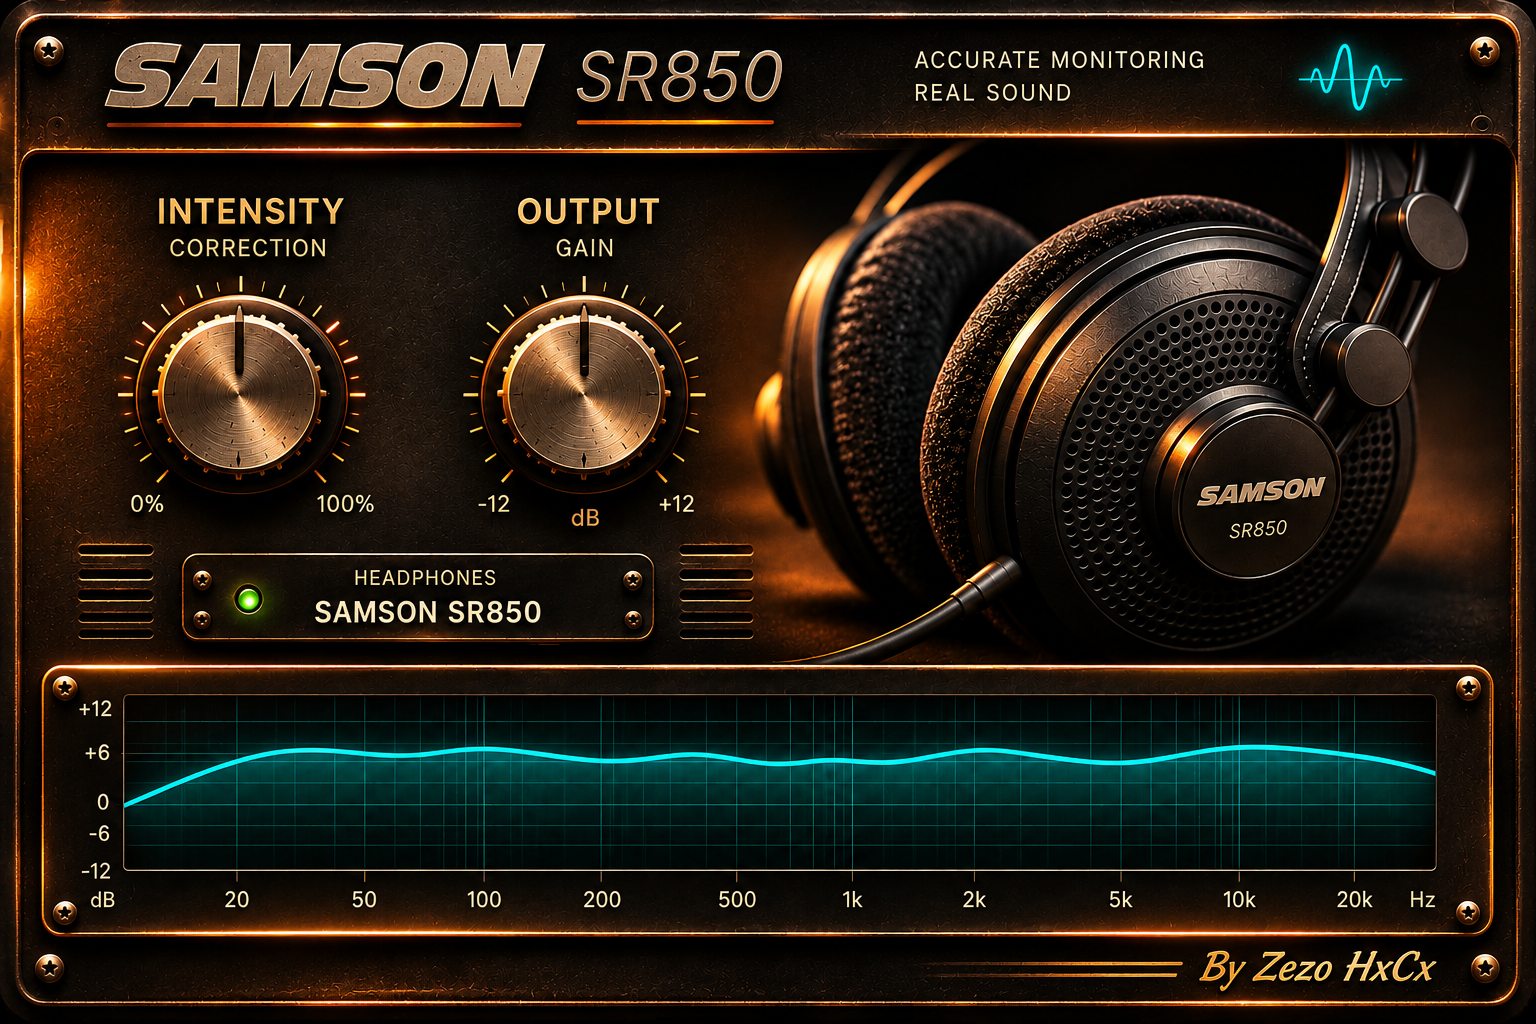 SAMSON SR850
ACCURATE MONITORING
REAL SOUND
INTENSITY
CORRECTION
0% 100%
OUTPUT
GAIN
-12 +12
dB
HEADPHONES
SAMSON SR850
SAMSON
SR850
+12
+6
0
-6
-12
dB 20 50 100 200 500 1k 2k 5k 10k 20k Hz
By Zezo HxCx